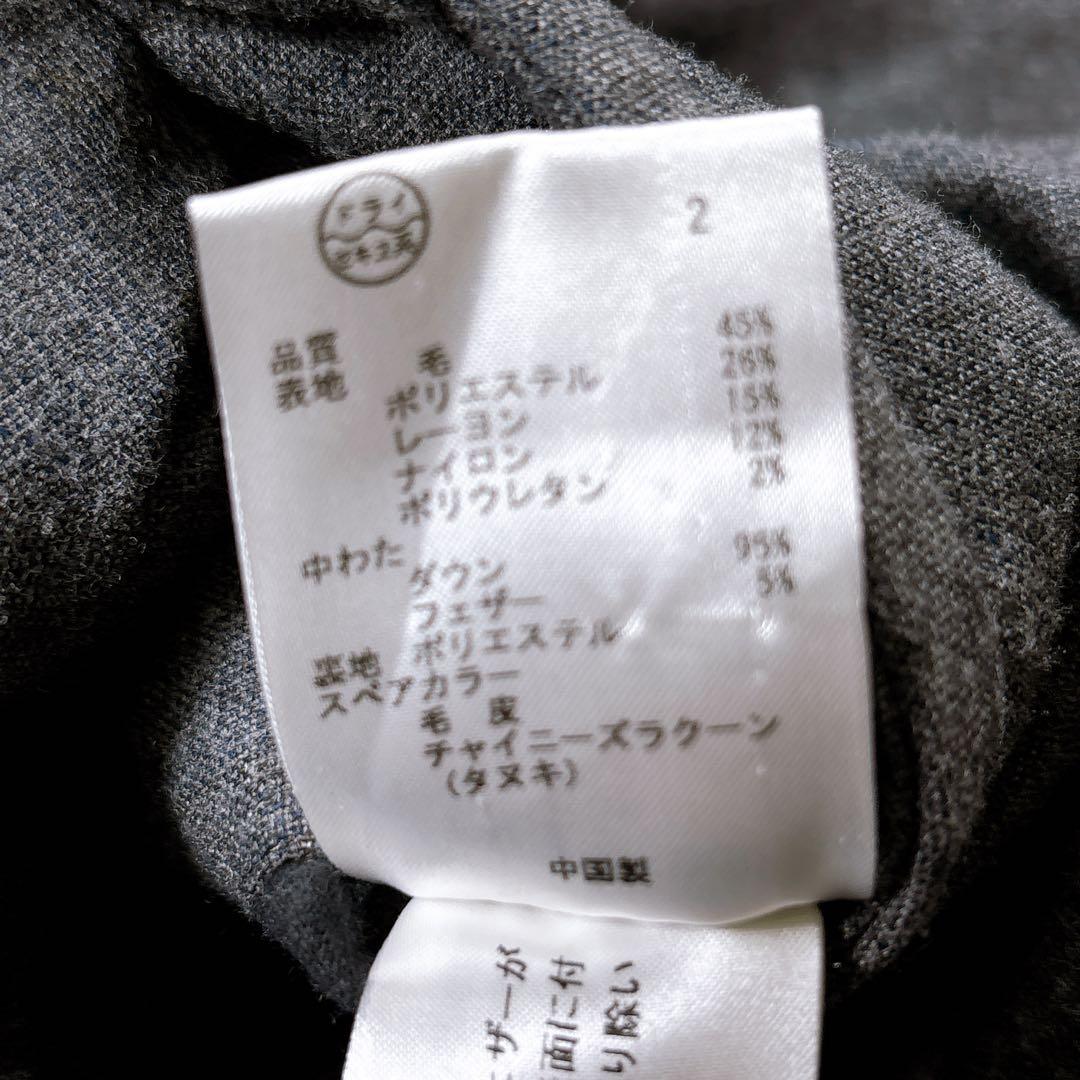 ドライ
セキユ系
2
品質
表地 毛 45%
ポリエステル 26%
レーヨン 15%
ナイロン 12%
ポリウレタン 2%
中わた
ダウン 95%
フェザー 5%
裏地 ポリエステル
スペアカラー
毛 皮
チャイニーズラクーン
(タヌキ)
中国製
ザーが
面に付
り除い